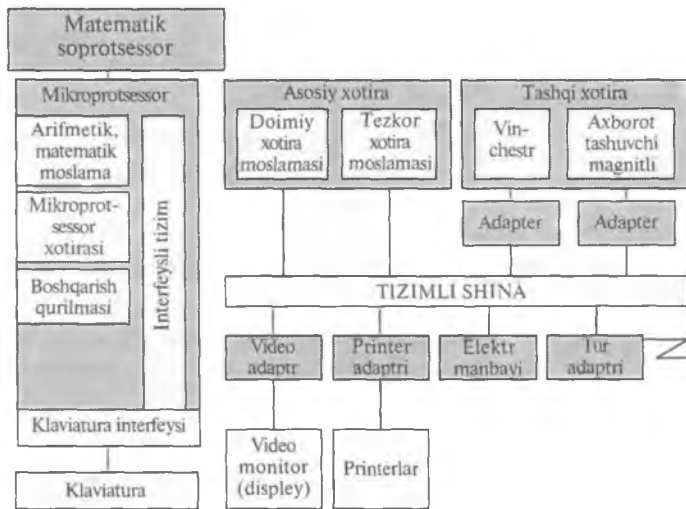 Matematik
soprotsessor
Mikroprotsessor
Arifmetik,
matematik
moslama
Mikroprot-
sessor
xotirasi
Boshqarish
qurilmasi
Interfeysli tizim
Klaviatura interfeysi
Klaviatura
Asosiy xotira
Doimiy
xotira
moslamasi
Tezkor
xotira
moslamasi
Tashqi xotira
Vin-
chestr
Axborot
tashuvchi
magnitli
Adapter
Adapter
TIZIMLI SHINA
Video
adaptr
Printer
adaptri
Elektr
manbayi
Tur
adaptri
Video
monitor
(displey)
Printerlar